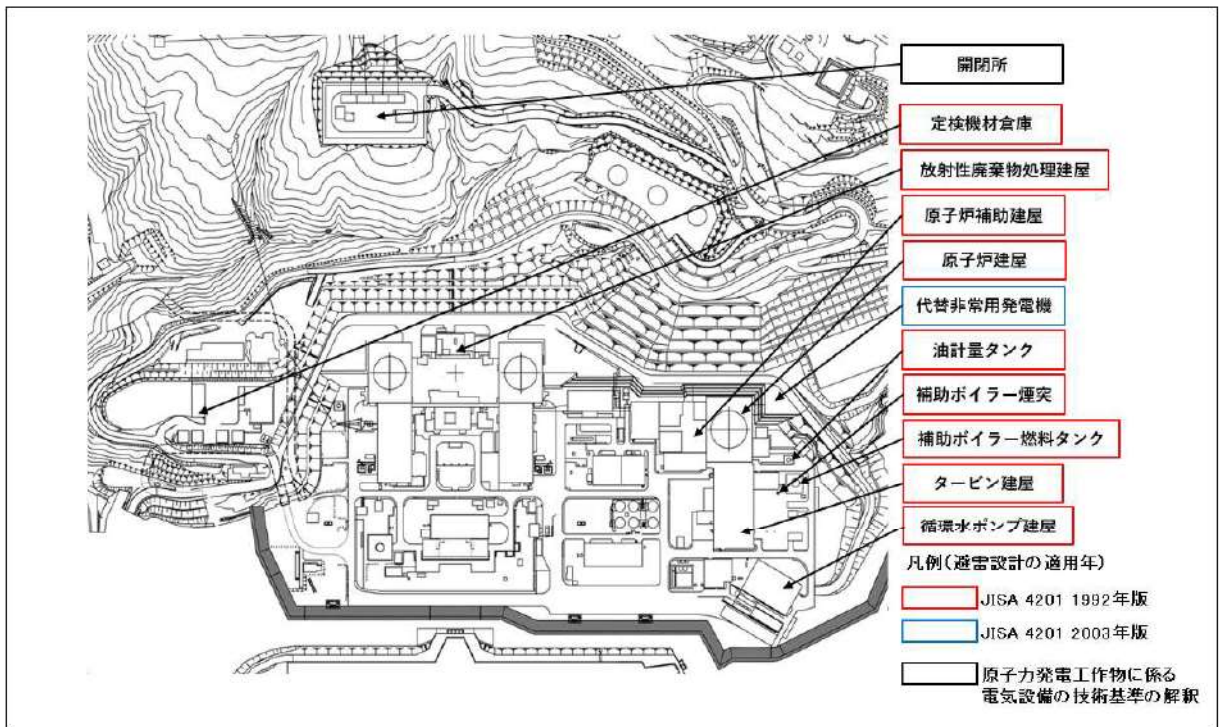 開閉所
定検機材倉庫
放射性廃棄物処理建屋
原子炉補助建屋
原子炉建屋
代替非常用発電機
油計量タンク
補助ボイラー煙突
補助ボイラー燃料タンク
タービン建屋
循環水ポンプ建屋
凡例(避雷設計の適用年)
JISA 4201 1992年版
JISA 4201 2003年版
原子力発電工作物に係る
電気設備の技術基準の解釈